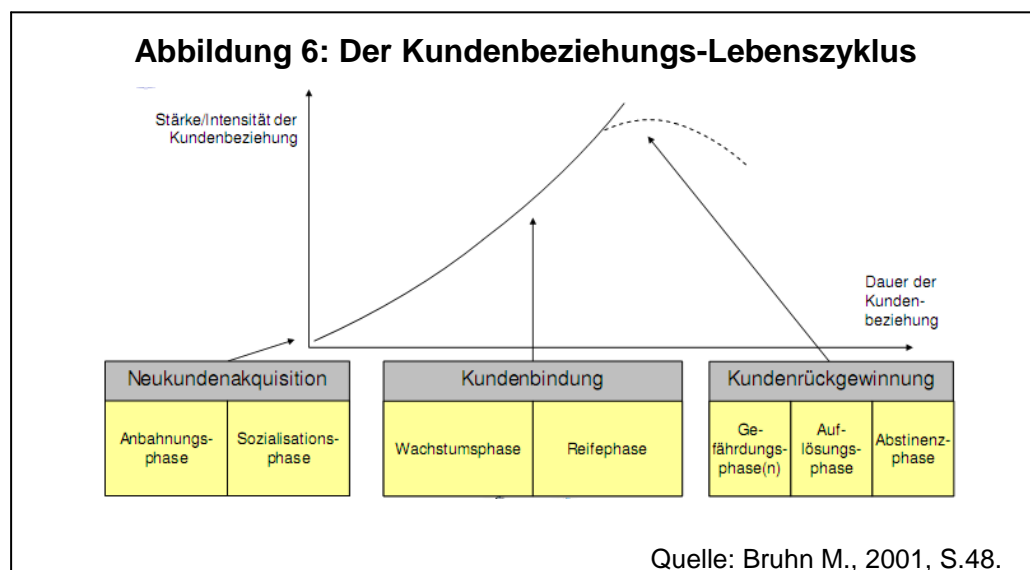 Abbildung 6: Der Kundenbeziehungs-Lebenszyklus
Stärke/Intensität der
Kundenbeziehung
Dauer der
Kunden-
beziehung
Neukundenakquisition
Anbahnungs-
phase
Sozialisations-
phase
Kundenbindung
Wachstumsphase
Reifephase
Kundenrückgewinnung
Ge-
fährdungs-
phase(n)
Auf-
lösungs-
phase
Abstinenz-
phase
Quelle: Bruhn M., 2001, S.48.